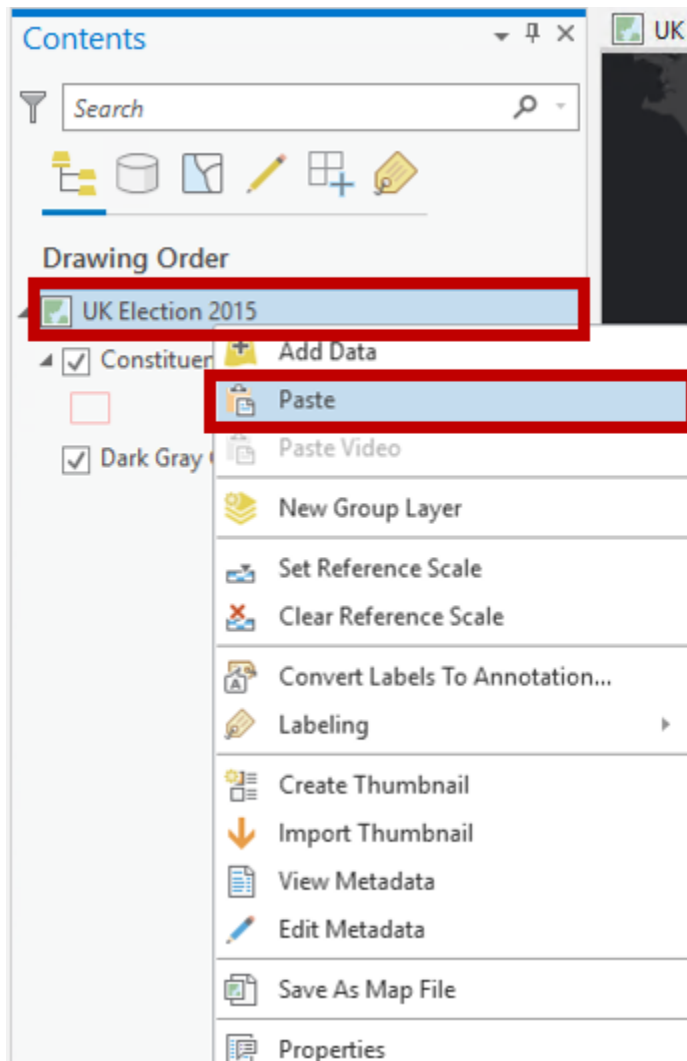 Contents
UK
Search
Drawing Order
UK Election 2015
Add Data
Paste
Paste Video
Dark Gray
New Group Layer
Set Reference Scale
Clear Reference Scale
Convert Labels To Annotation...
Labeling
Create Thumbnail
Import Thumbnail
View Metadata
Edit Metadata
Save As Map File
Properties